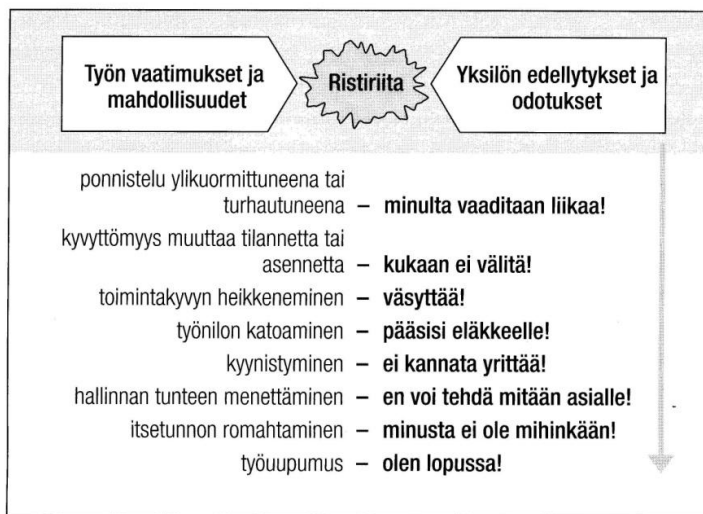 Työn vaatimukset ja
mahdollisuudet
Ristiriita
Yksilön edellytykset ja
odotukset
ponnistelu ylikuormittuneena tai
turhautuneena – minulta vaaditaan liikaa!
kyvyttömyys muuttaa tilannetta tai
asennetta – kukaan ei välitä!
toimintakyvyn heikkeneminen – väsyttää!
työnilon katoaminen – pääsisi eläkkeelle!
kyynistyminen – ei kannata yrittää!
hallinnan tunteen menettäminen – en voi tehdä mitään asialle!
itsetunnon romahtaminen – minusta ei ole mihinkään!
työuupumus – olen lopussa!